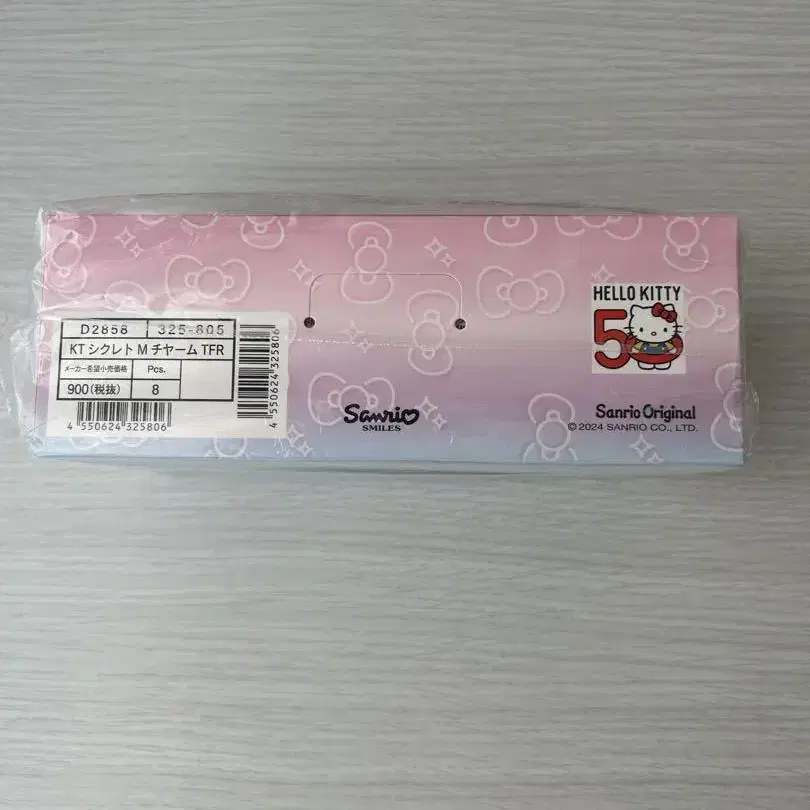 D2858 325-805
KT シクレト M チヤーム TFR
メーカー希望小売価格 Pcs.
900(税抜) 8
4 550624 325806
4 550624 325806
Sanrio
SMILES
HELLO KITTY
50
Sanrio Original
© 2024 SANRIO CO., LTD.